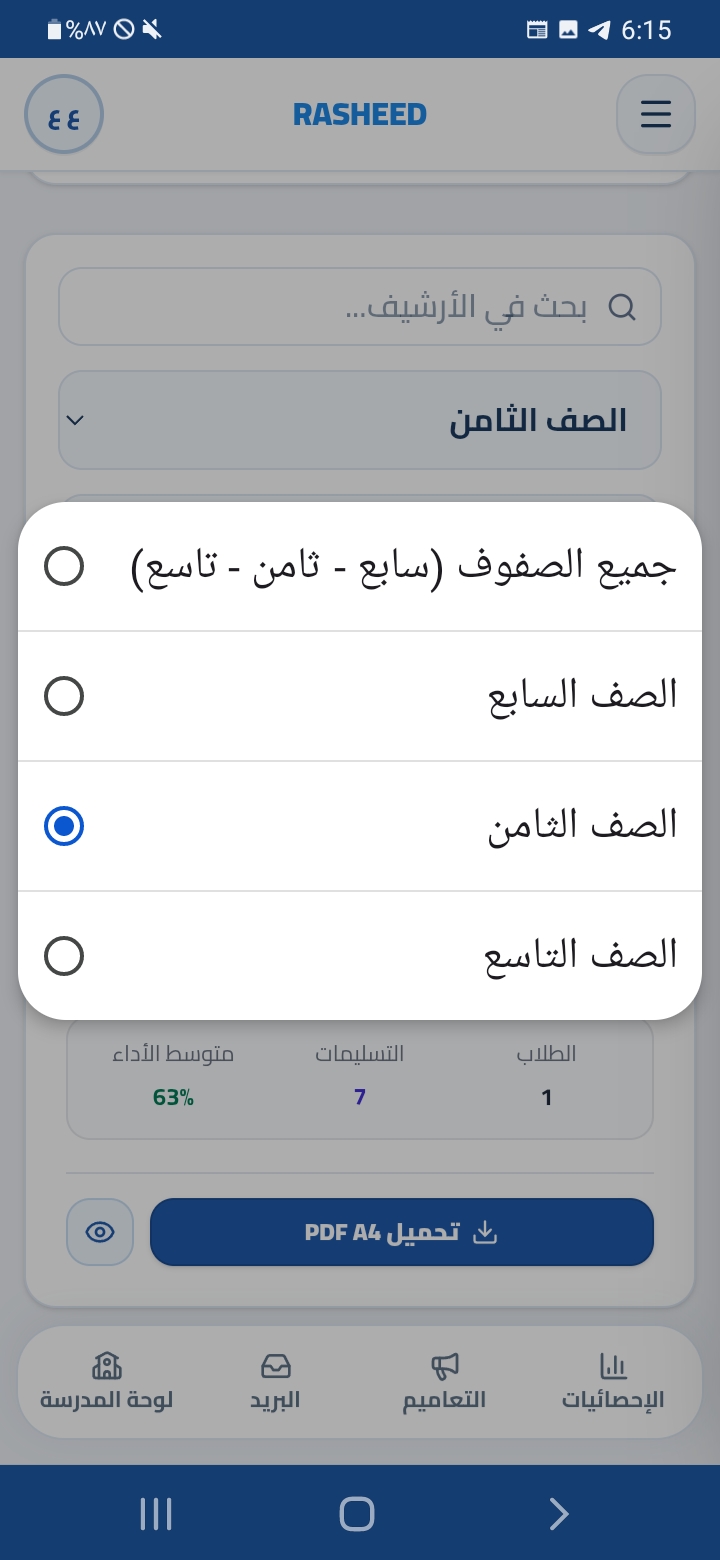 6:15
%٨٧
RASHEED
ع ع
بحث في الأرشيف...
الصف الثامن
جميع الصفوف (سابع - ثامن - تاسع)
الصف السابع
الصف الثامن
الصف التاسع
الطلاب التسليمات متوسط الأداء
1 7 63%
تحميل PDF A4
الإحصائيات التعاميم البريد لوحة المدرسة